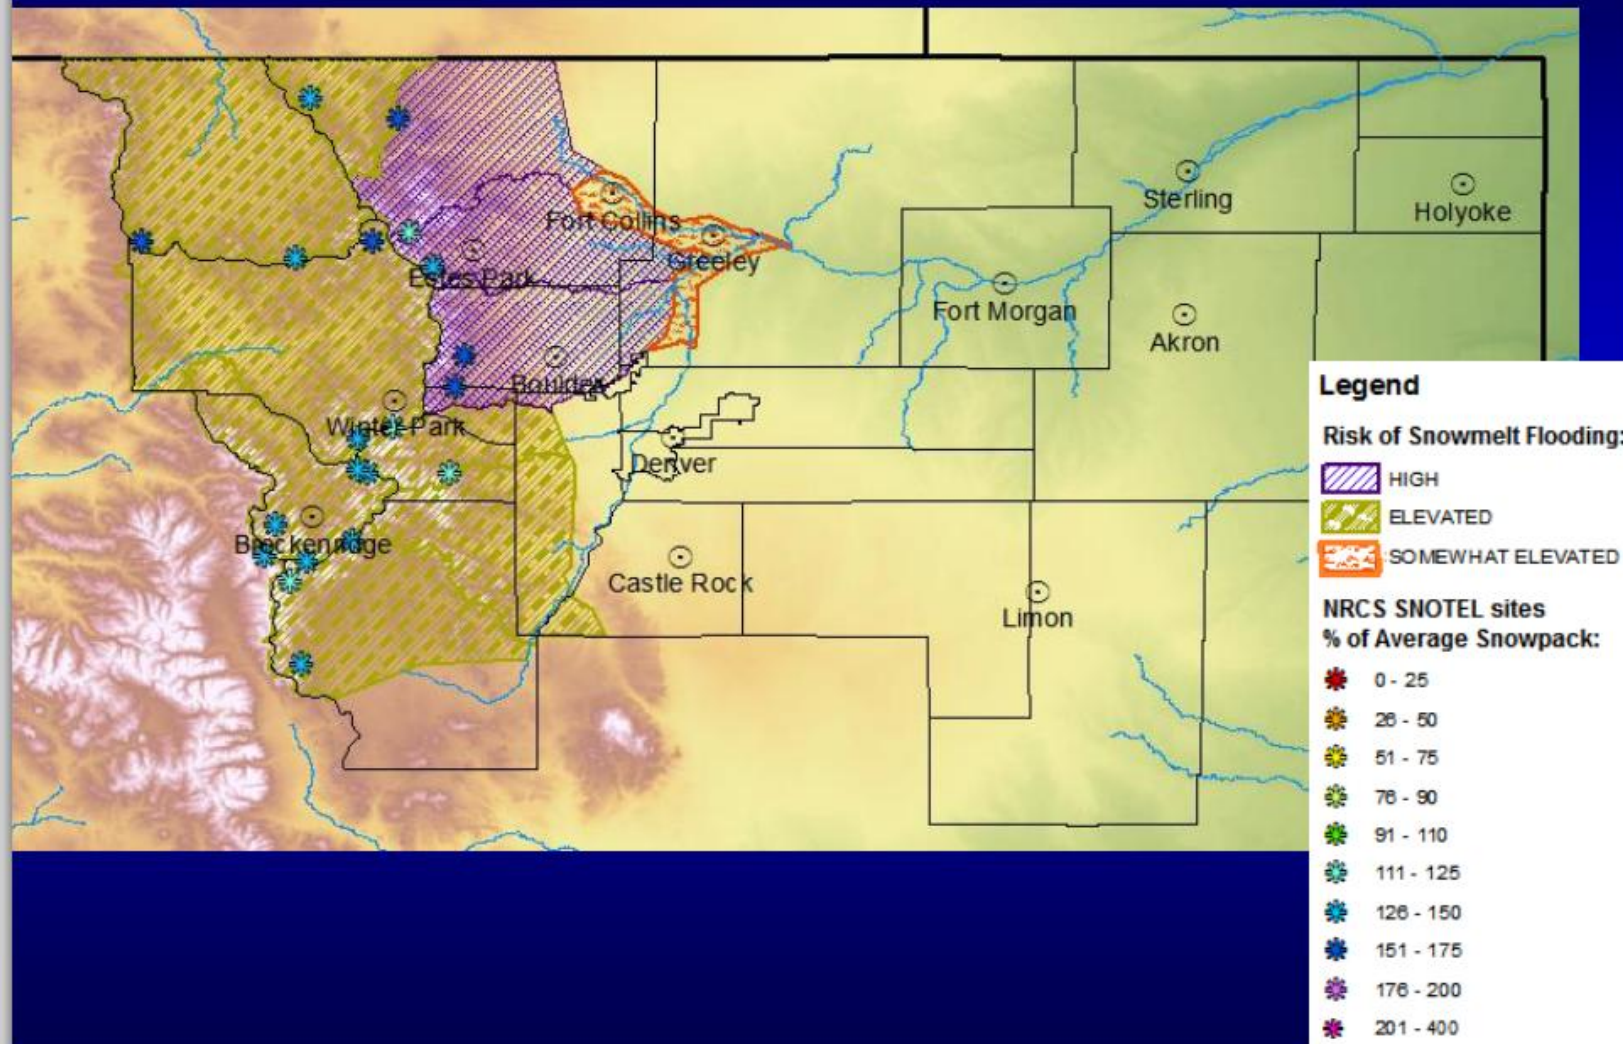 Sterling
Holyoke
Fort Collins
Greeley
Estes Park
Fort Morgan
Akron
Boulder
Winter Park
Denver
Breckenridge
Castle Rock
Limon
Legend
Risk of Snowmelt Flooding:
HIGH
ELEVATED
SOMEWHAT ELEVATED
NRCS SNOTEL sites
% of Average Snowpack:
0 - 25
26 - 50
51 - 75
76 - 90
91 - 110
111 - 125
126 - 150
151 - 175
176 - 200
201 - 400